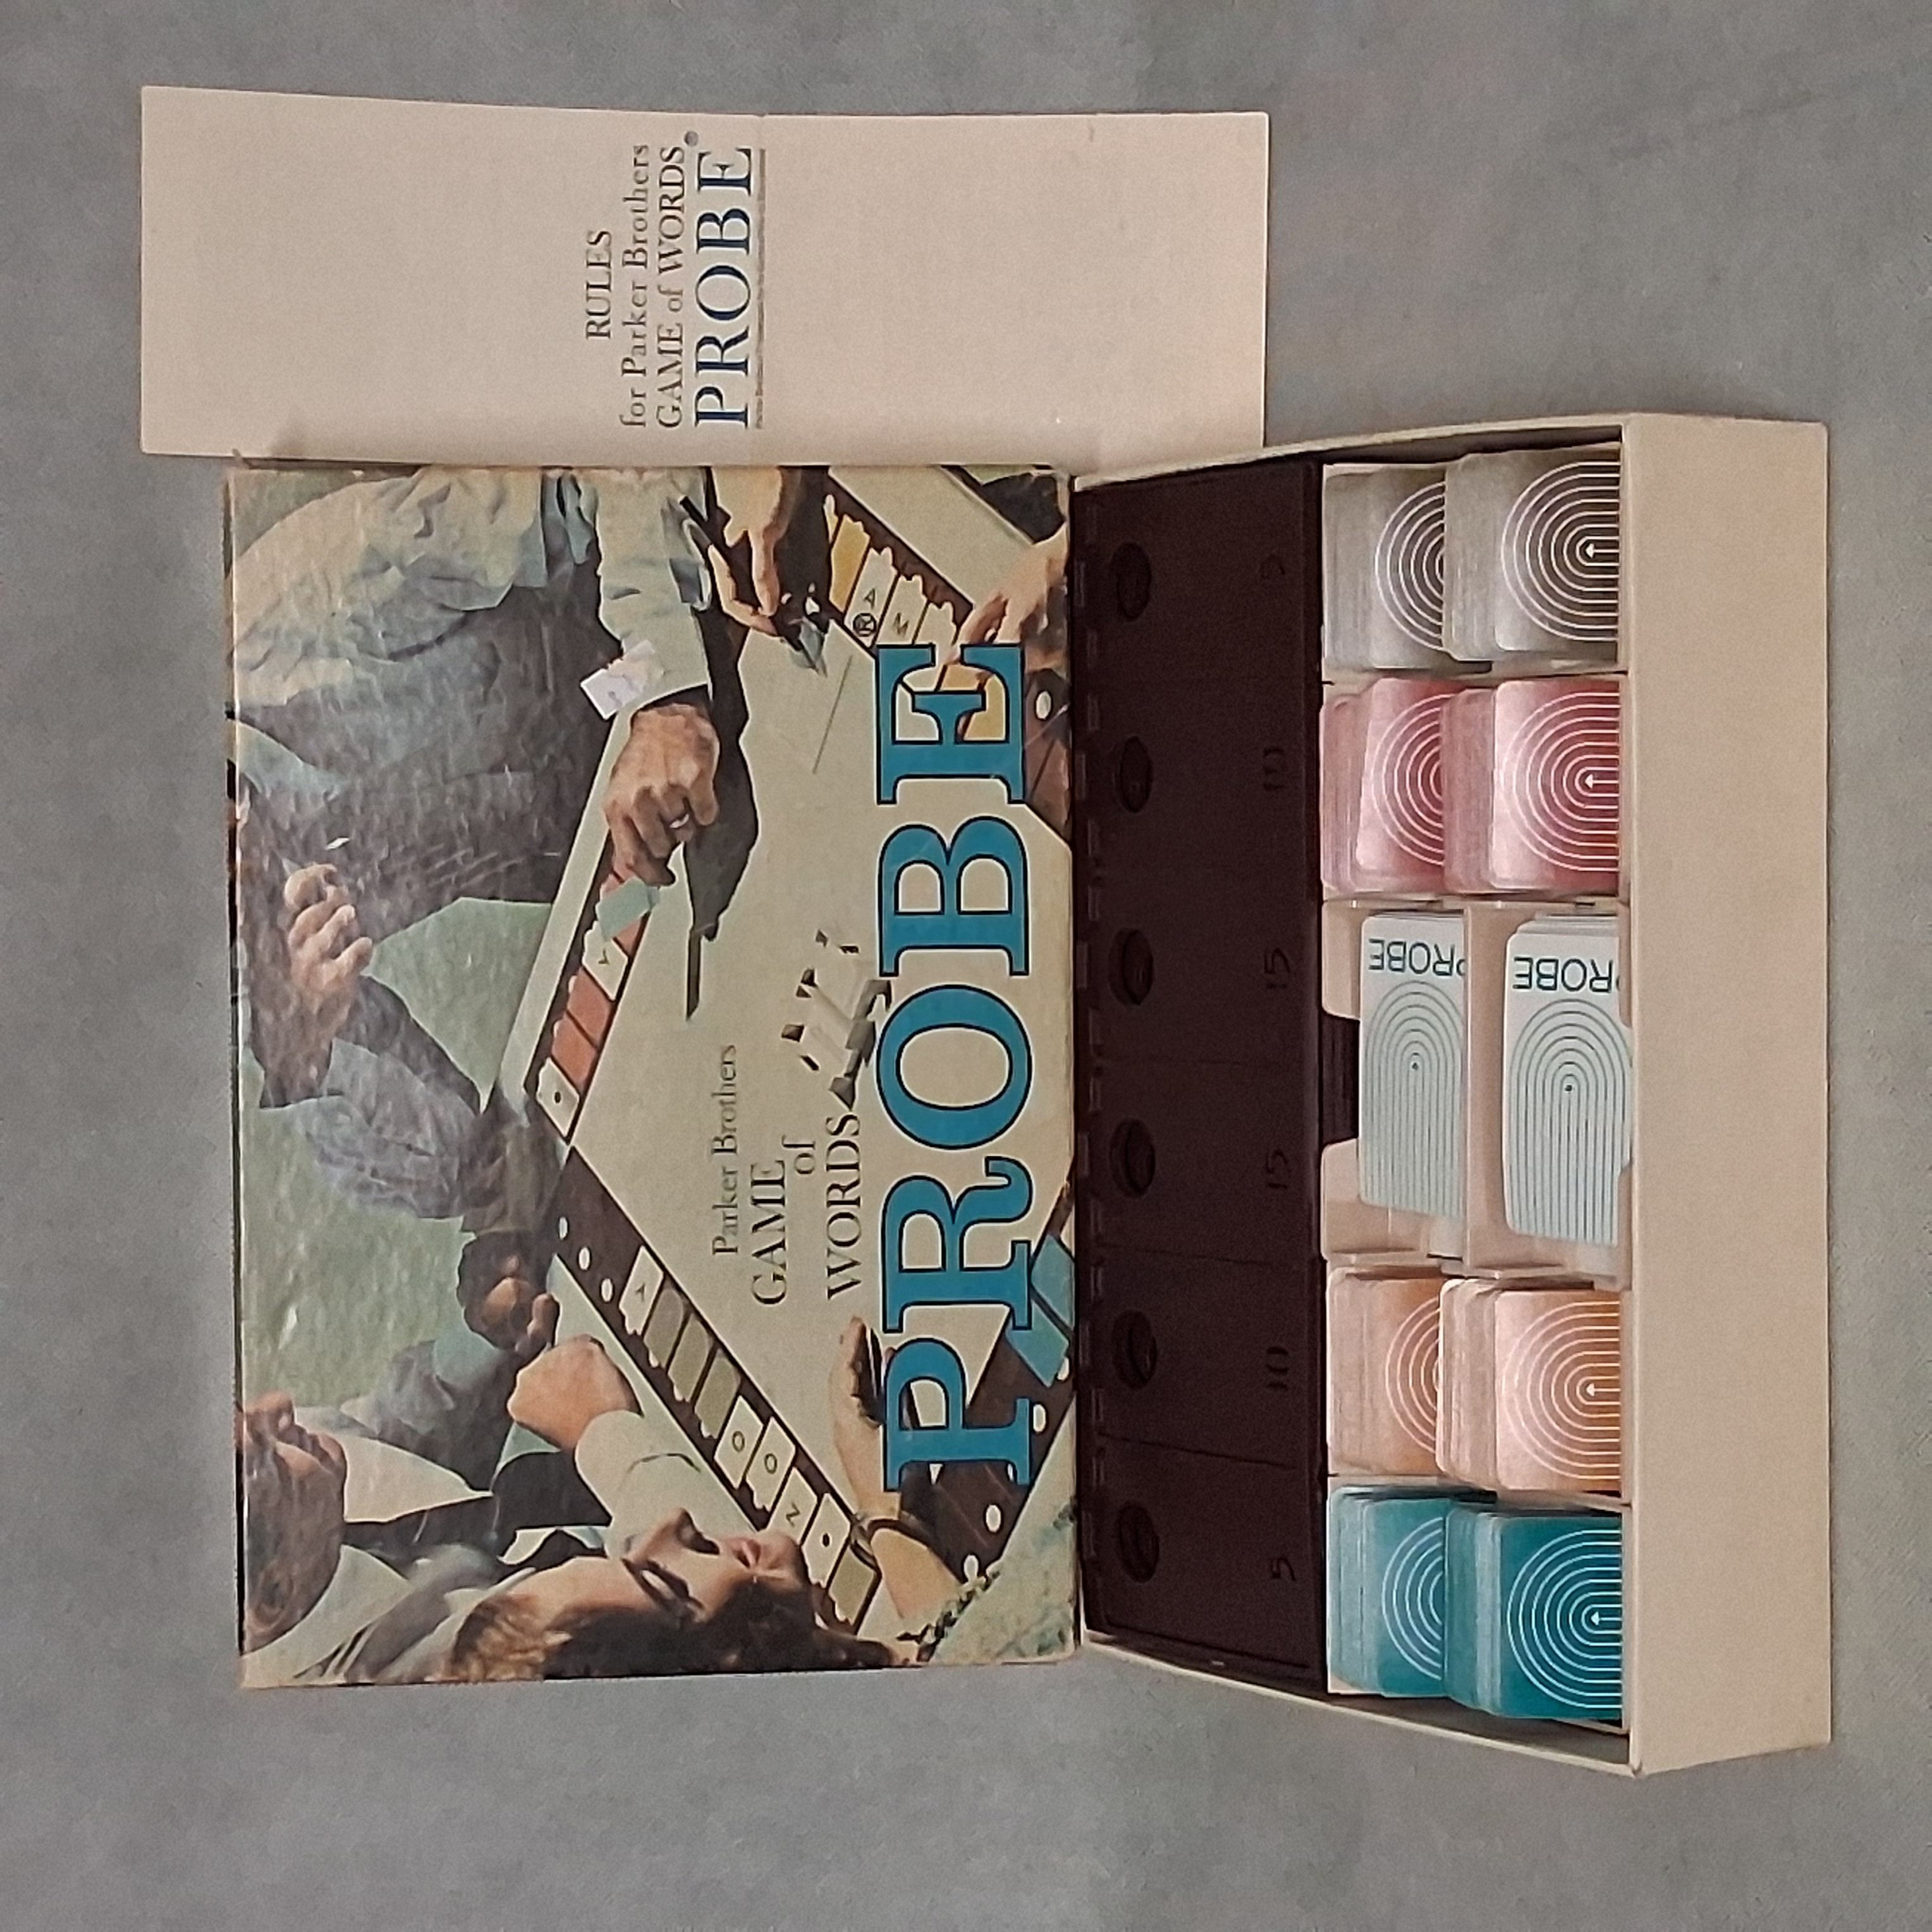 RULES
for Parker Brothers
GAME of WORDS®
PROBE
Parker Brothers
GAME
of
WORDS
PROBE
®
A
M
Y
Y
O
O
Z
5
10
15
15
10
5
PROBE
PROBE